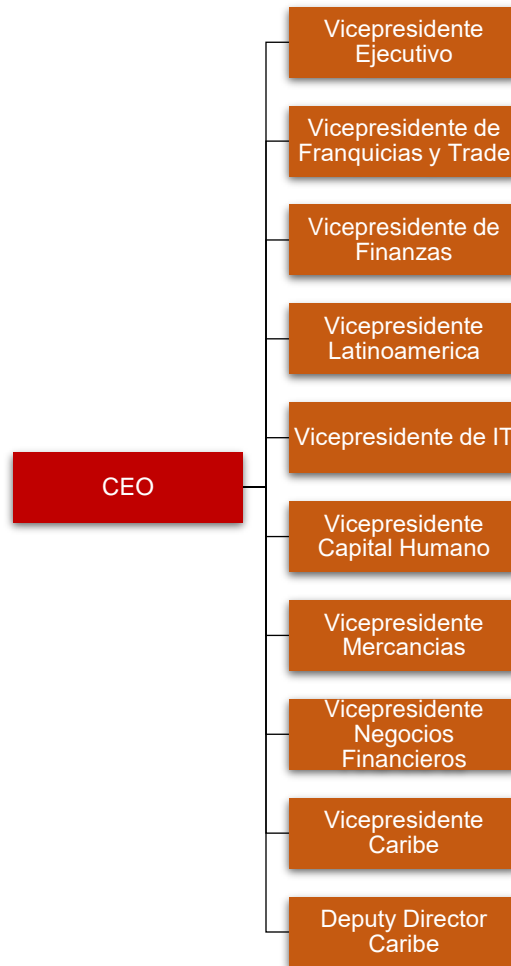 Vicepresidente
Ejecutivo
Vicepresidente de
Franquicias y Trade
Vicepresidente de
Finanzas
Vicepresidente
Latinoamerica
Vicepresidente de IT
CEO
Vicepresidente
Capital Humano
Vicepresidente
Mercancias
Vicepresidente
Negocios
Financieros
Vicepresidente
Caribe
Deputy Director
Caribe